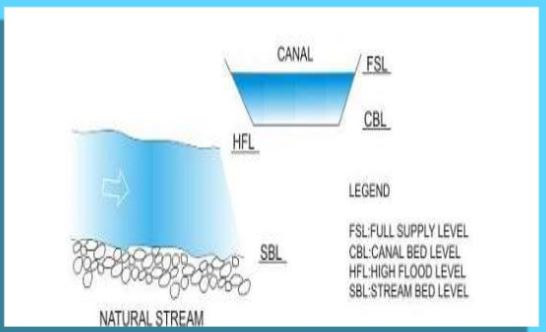 CANAL
FSL
CBL
HFL
LEGEND
FSL:FULL SUPPLY LEVEL
CBL:CANAL BED LEVEL
HFL:HIGH FLOOD LEVEL
SBL:STREAM BED LEVEL
SBL
NATURAL STREAM